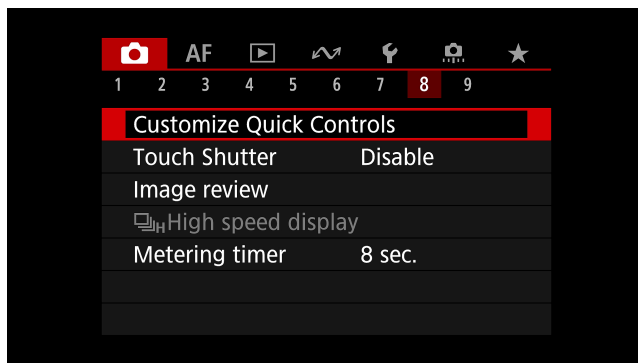 AF
1 2 3 4 5 6 7 8 9
Customize Quick Controls
Touch Shutter Disable
Image review
H High speed display
Metering timer 8 sec.